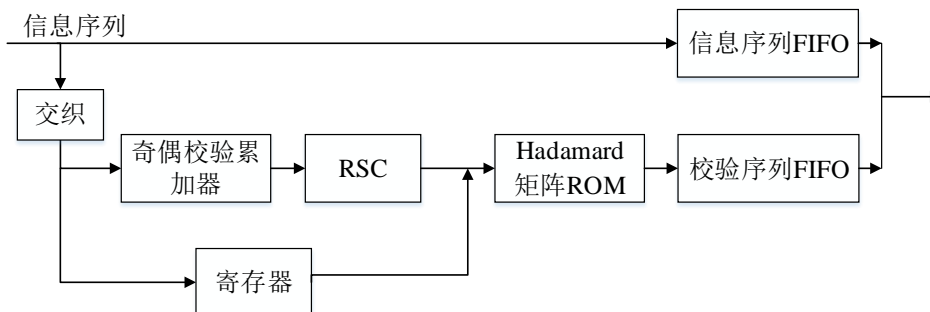 信息序列
信息序列FIFO
交织
奇偶校验累
加器
RSC
Hadamard
矩阵ROM
校验序列FIFO
寄存器